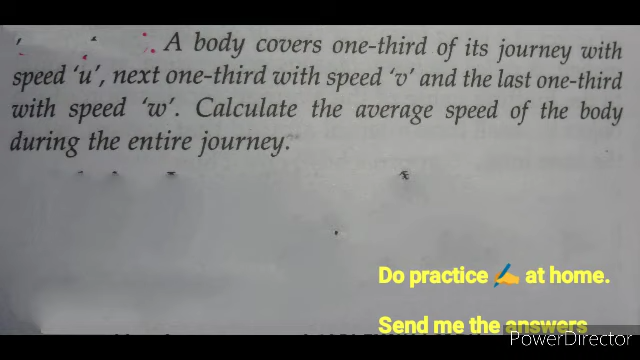 A body covers one-third of its journey with
speed 'u', next one-third with speed 'v' and the last one-third
with speed 'w'. Calculate the average speed of the body
during the entire journey.
Do practice ✍ at home.
Send me the answers
PowerDirector